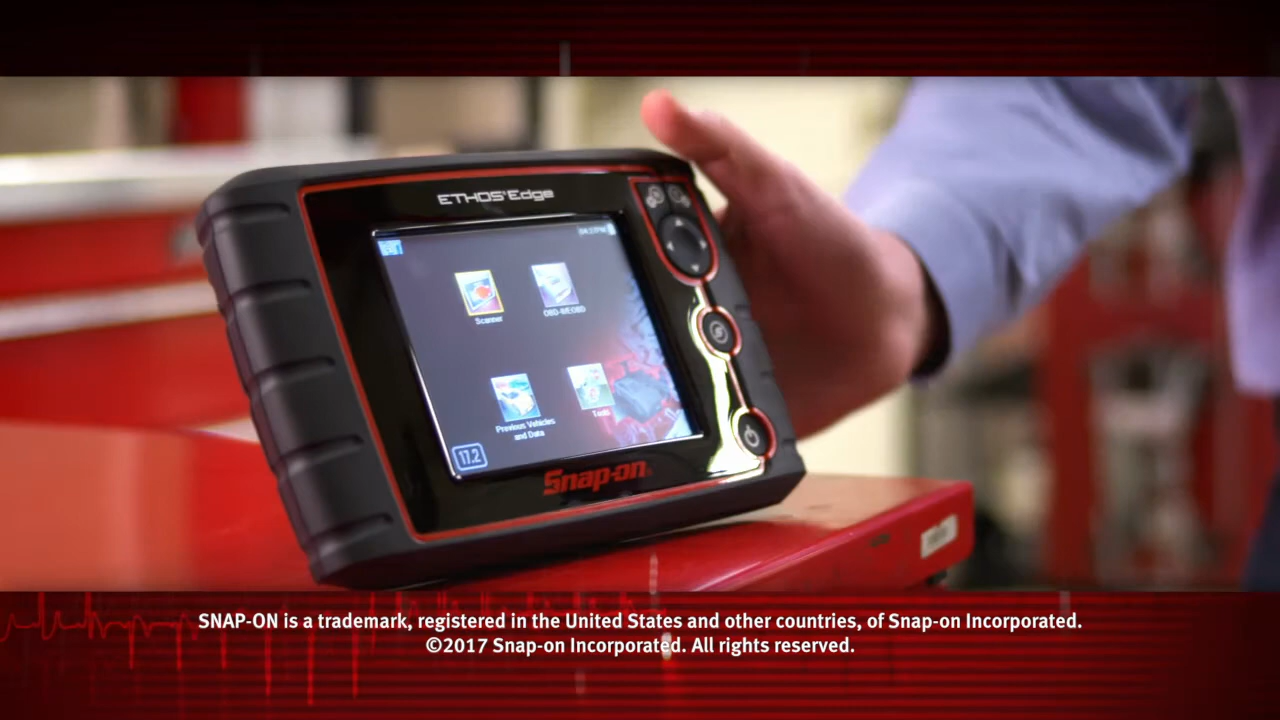 ETHOS Edge
04:27PM
Scanner
OBD-II/EOBD
Previous Vehicles
and Data
Tools
17.2
Snap-on
SNAP-ON is a trademark, registered in the United States and other countries, of Snap-on Incorporated.
©2017 Snap-on Incorporated. All rights reserved.